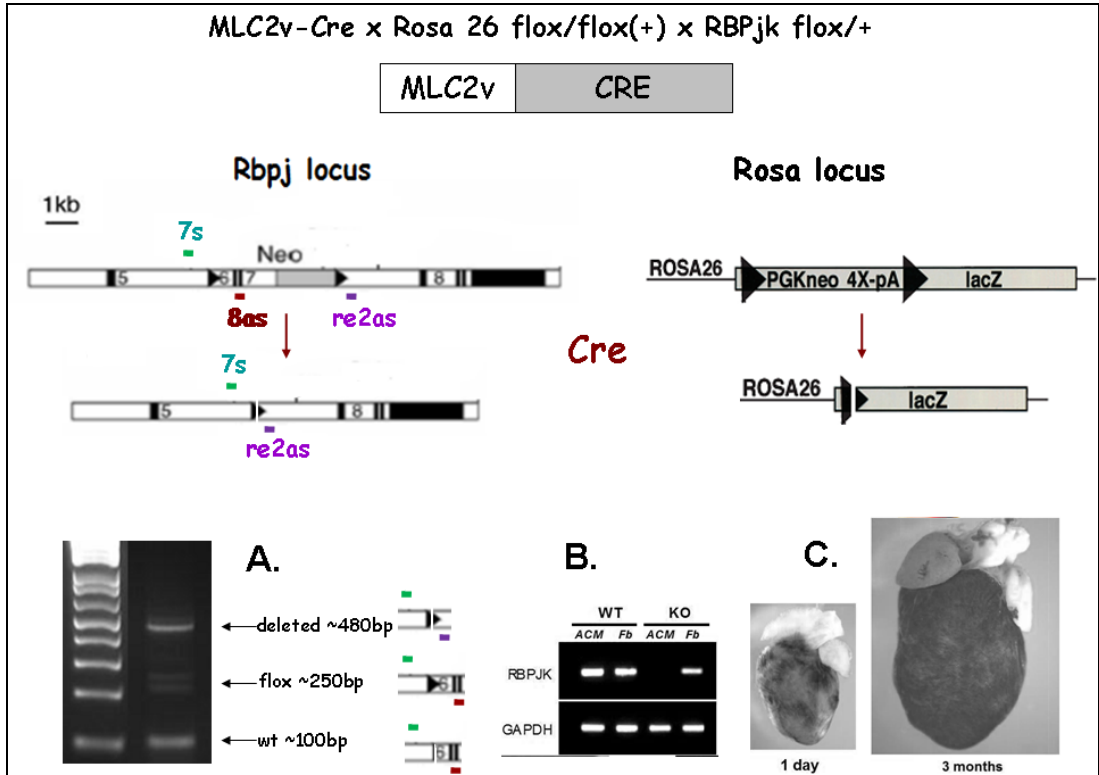 MLC2v-Cre x Rosa 26 flox/flox(+) x RBPjk flox/+
MLC2v CRE
Rbpj locus Rosa locus
1kb
7s
Neo
5 6 7 8
8as re2as
ROSA26 PGKneo 4X-pA lacZ
Cre
7s
5 8
re2as
ROSA26 lacZ
A.
deleted ~480bp
flox ~250bp
6
wt ~100bp
6
B.
WT KO
ACM Fb ACM Fb
RBPJK
GAPDH
C.
1 day 3 months